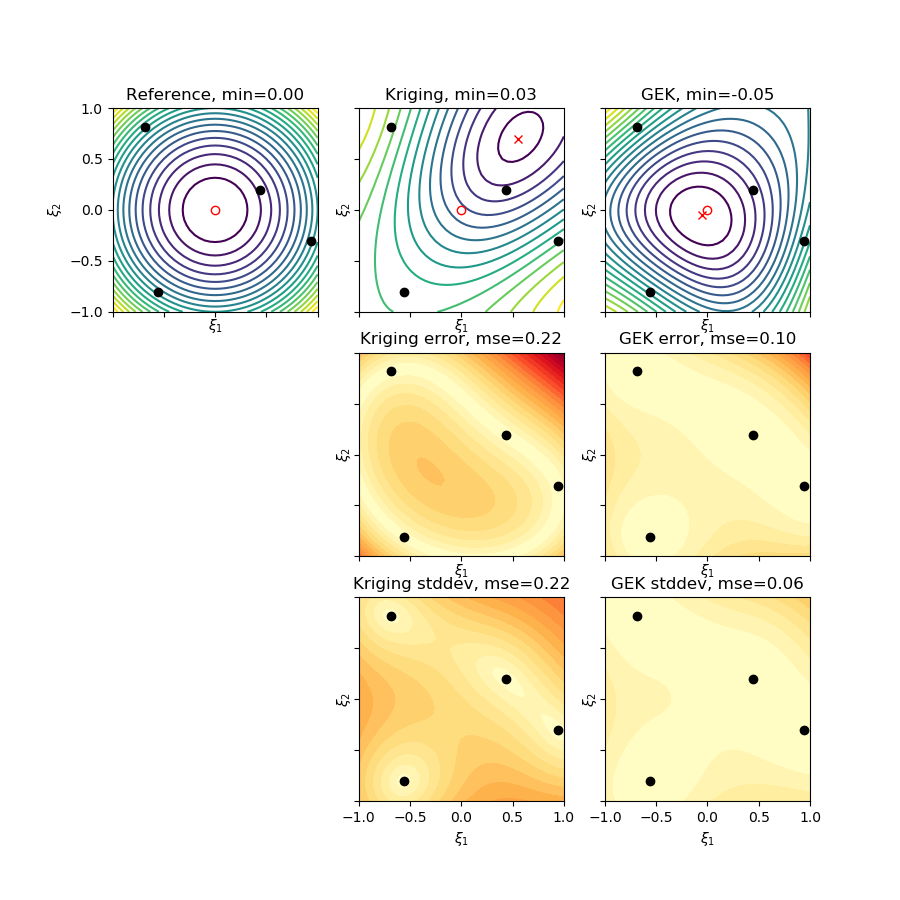 Reference, min=0.00
Kriging, min=0.03
GEK, min=-0.05
1.0
0.5
0.0
−0.5
−1.0
ξ2
ξ1
ξ2
ξ1
ξ2
ξ1
Kriging error, mse=0.22
GEK error, mse=0.10
ξ2
ξ1
ξ2
ξ1
Kriging stddev, mse=0.22
GEK stddev, mse=0.06
ξ2
ξ2
−1.0 −0.5 0.0 0.5 1.0
−1.0 −0.5 0.0 0.5 1.0
ξ1
ξ1